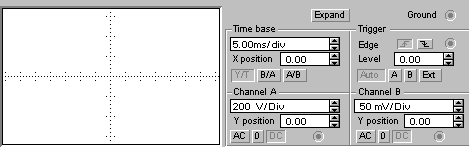 Expand Ground
Time base Trigger
5.00ms/div Edge
X position 0.00 Level 0.00
Y/T B/A A/B Auto A B Ext
Channel A Channel B
200 V/Div 50 mV/Div
Y position 0.00 Y position 0.00
AC 0 DC AC 0 DC